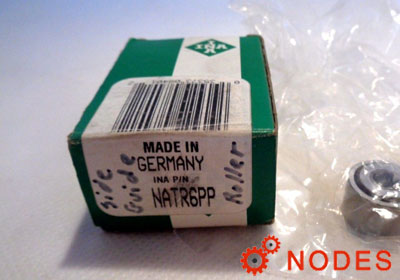 INA
MADE IN
GERMANY
INA P/N
NATR6PP
Side
Guide
Roller
NODES